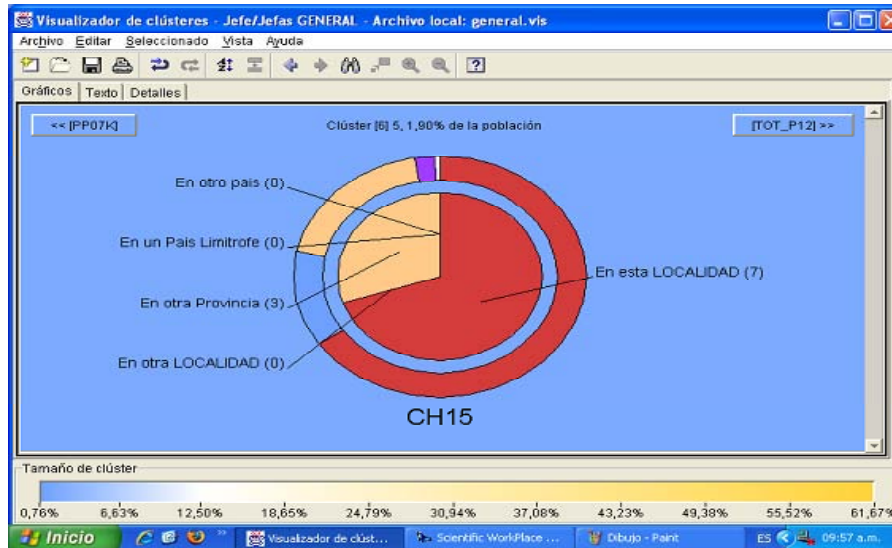 Visualizador de clústeres - Jefe/Jefas GENERAL - Archivo local: general.vis
Archivo Editar Seleccionado Vista Ayuda
Gráficos Texto Detalles
<< [PP07K]
Clúster [6] 5, 1,90% de la población
[TOT_P12] >>
En otro pais (0)
En un Pais Limitrofe (0)
En otra Provincia (3)
En otra LOCALIDAD (0)
En esta LOCALIDAD (7)
CH15
Tamaño de clúster
0,76% 6,63% 12,50% 18,65% 24,79% 30,94% 37,08% 43,23% 49,38% 55,52% 61,67%
Inicio Visualizador de clúst... Scientific WorkPlace ... Dibujo - Paint ES 09:57 a.m.